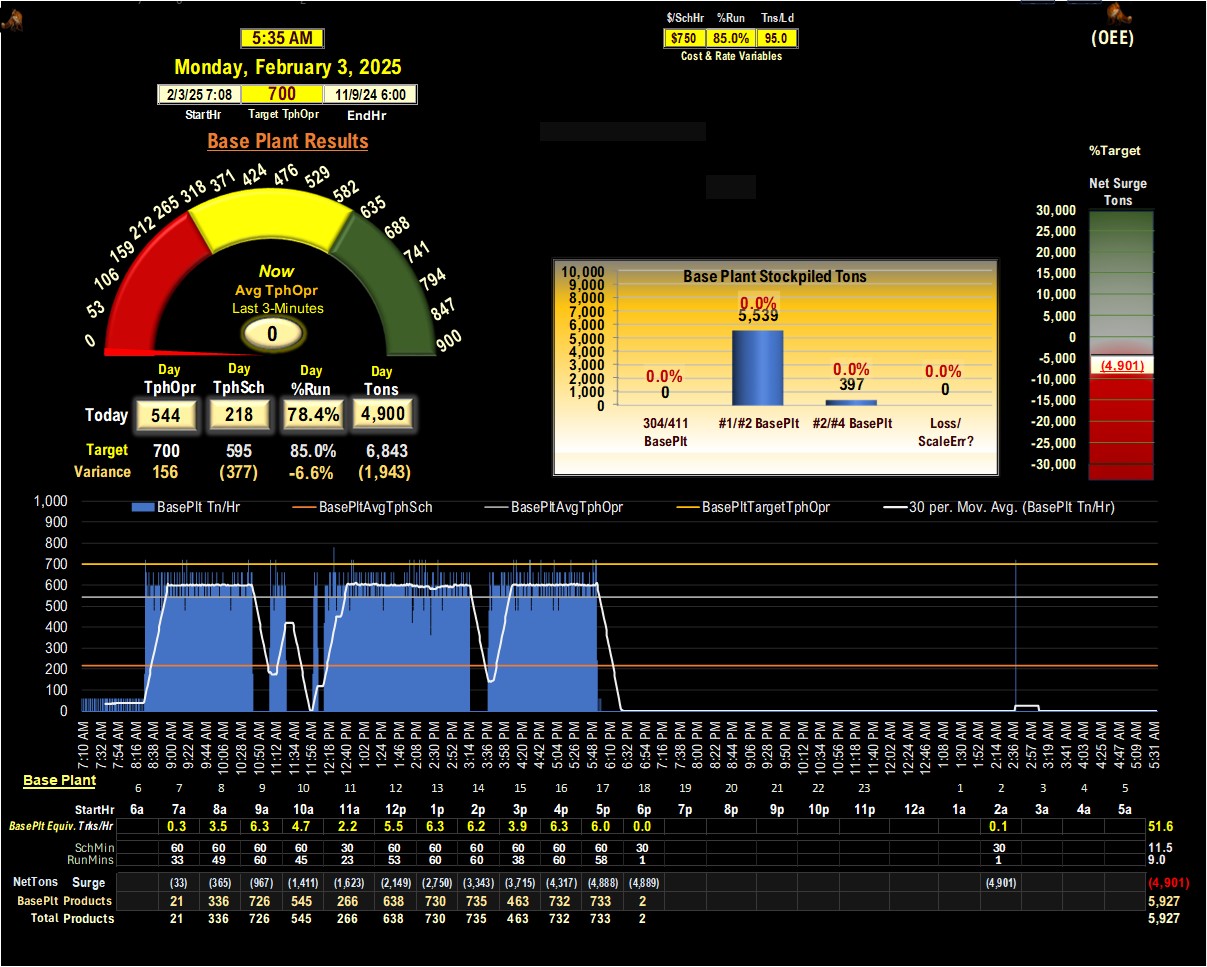 $/SchHr %Run Tns/Ld
5:35 AM
$750 85.0% 95.0
(OEE)
Cost & Rate Variables
Monday, February 3, 2025
2/3/25 7:08 700 11/9/24 6:00
StartHr Target TphOpr EndHr
Base Plant Results
%Target
Net Surge
Tons
0 53 106 159 212 265 318 371 424 476 529 582 635 688 741 794 847 900
Now
Avg TphOpr
Last 3-Minutes
0
Day Day Day Day
TphOpr TphSch %Run Tons
Today 544 218 78.4% 4,900
Target 700 595 85.0% 6,843
Variance 156 (377) -6.6% (1,943)
Base Plant Stockpiled Tons
10,000
9,000
8,000
7,000
6,000
5,000
4,000
3,000
2,000
1,000
0
0.0% 0.0% 0.0% 0.0%
0 5,539 397 0
304/411 BasePlt
#1/#2 BasePlt
#2/#4 BasePlt
Loss/ ScaleErr?
30,000
25,000
20,000
15,000
10,000
5,000
0
-5,000
-10,000
-15,000
-20,000
-25,000
-30,000
(4,901)
BasePlt Tn/Hr BasePltAvgTphSch BasePltAvgTphOpr BasePltTargetTphOpr 30 per. Mov. Avg. (BasePlt Tn/Hr)
1,000
900
800
700
600
500
400
300
200
100
0
7:10 AM 7:32 AM 7:54 AM 8:16 AM 8:38 AM 9:00 AM 9:22 AM 9:44 AM 10:06 AM 10:28 AM 10:50 AM 11:12 AM 11:34 AM 11:56 AM 12:18 PM 12:40 PM 1:02 PM 1:24 PM 1:46 PM 2:08 PM 2:30 PM 2:52 PM 3:14 PM 3:36 PM 3:58 PM 4:20 PM 4:42 PM 5:04 PM 5:26 PM 5:48 PM 6:10 PM 6:32 PM 6:54 PM 7:16 PM 7:38 PM 8:00 PM 8:22 PM 8:44 PM 9:06 PM 9:28 PM 9:50 PM 10:12 PM 10:34 PM 10:56 PM 11:18 PM 11:40 PM 12:02 AM 12:24 AM 12:46 AM 1:08 AM 1:30 AM 1:52 AM 2:14 AM 2:36 AM 2:57 AM 3:19 AM 3:41 AM 4:03 AM 4:25 AM 4:47 AM 5:09 AM 5:31 AM
Base Plant
6 7 8 9 10 11 12 13 14 15 16 17 18 19 20 21 22 23 1 2 3 4 5
StartHr 6a 7a 8a 9a 10a 11a 12p 1p 2p 3p 4p 5p 6p 7p 8p 9p 10p 11p 12a 1a 2a 3a 4a 5a
BasePlt Equiv. Trks/Hr 0.3 3.5 6.3 4.7 2.2 5.5 6.3 6.2 3.9 6.3 6.0 0.0 0.1 51.6
SchMin 60 60 60 60 60 60 60 60 60 60 60 30 30 11.5
RunMins 33 49 60 45 23 53 60 60 38 60 58 1 1 9.0
NetTons Surge (33) (365) (967) (1,411) (1,623) (2,149) (2,750) (3,343) (3,715) (4,317) (4,888) (4,889) (4,901) (4,901)
BasePlt Products 21 336 726 545 266 638 730 735 463 732 733 2 5,927
Total Products 21 336 726 545 266 638 730 735 463 732 733 2 5,927